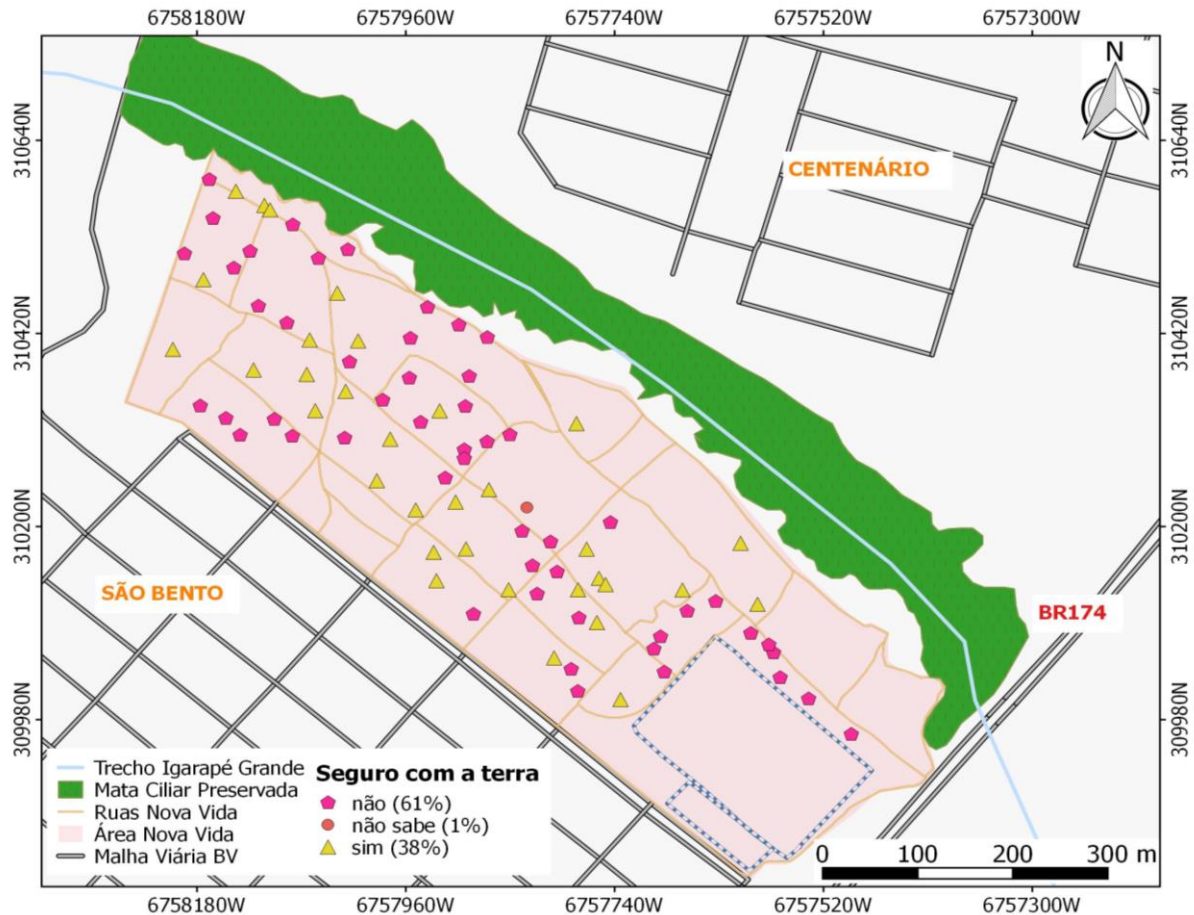 6758180W 6757960W 6757740W 6757520W 6757300W
N
310640N 310640N
CENTENÁRIO
310420N 310420N
310200N 310200N
SÃO BENTO
BR174
309980N 309980N
Trecho Igarapé Grande
Mata Ciliar Preservada
Ruas Nova Vida
Área Nova Vida
Malha Viária BV
Seguro com a terra
não (61%)
não sabe (1%)
sim (38%)
0 100 200 300 m
6758180W 6757960W 6757740W 6757520W 6757300W